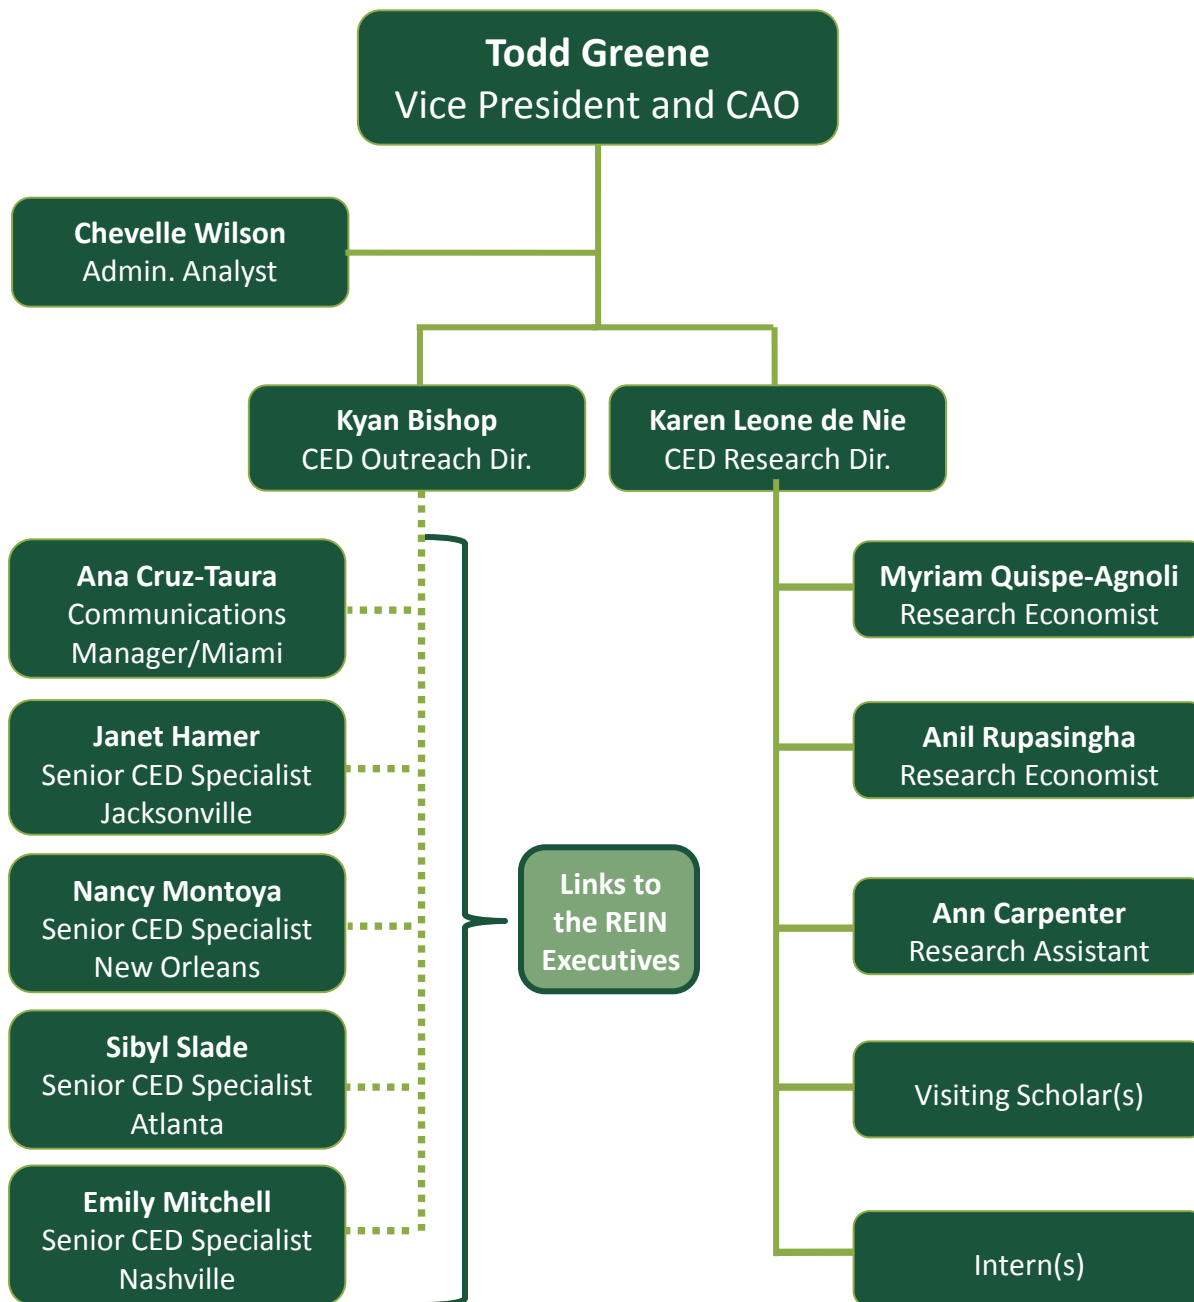 Todd Greene
Vice President and CAO
Chevelle Wilson
Admin. Analyst
Kyan Bishop
CED Outreach Dir.
Karen Leone de Nie
CED Research Dir.
Ana Cruz-Taura
Communications
Manager/Miami
Janet Hamer
Senior CED Specialist
Jacksonville
Nancy Montoya
Senior CED Specialist
New Orleans
Sibyl Slade
Senior CED Specialist
Atlanta
Emily Mitchell
Senior CED Specialist
Nashville
Links to
the REIN
Executives
Myriam Quispe-Agnoli
Research Economist
Anil Rupasingha
Research Economist
Ann Carpenter
Research Assistant
Visiting Scholar(s)
Intern(s)